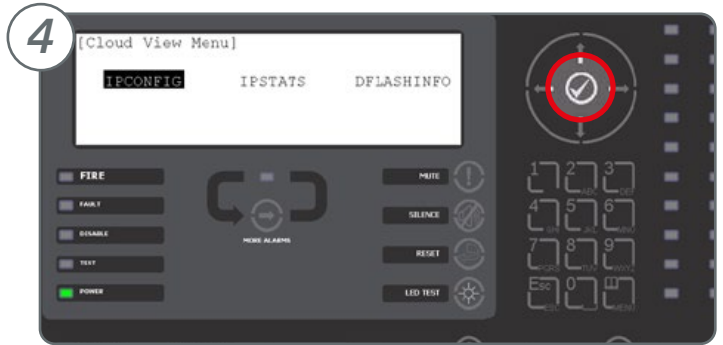 4
[Cloud View Menu]
IPCONFIG IPSTATS DFLASHINFO
FIRE
FAULT
DISABLE
TEST
POWER
MORE ALARMS
MUTE
SILENCE
RESET
LED TEST
1 2 ABC 3 DEF
4 GHI 5 JKL 6 MNO
7 PQRS 8 TUV 9 WXYZ
Esc ESC 0 MENU